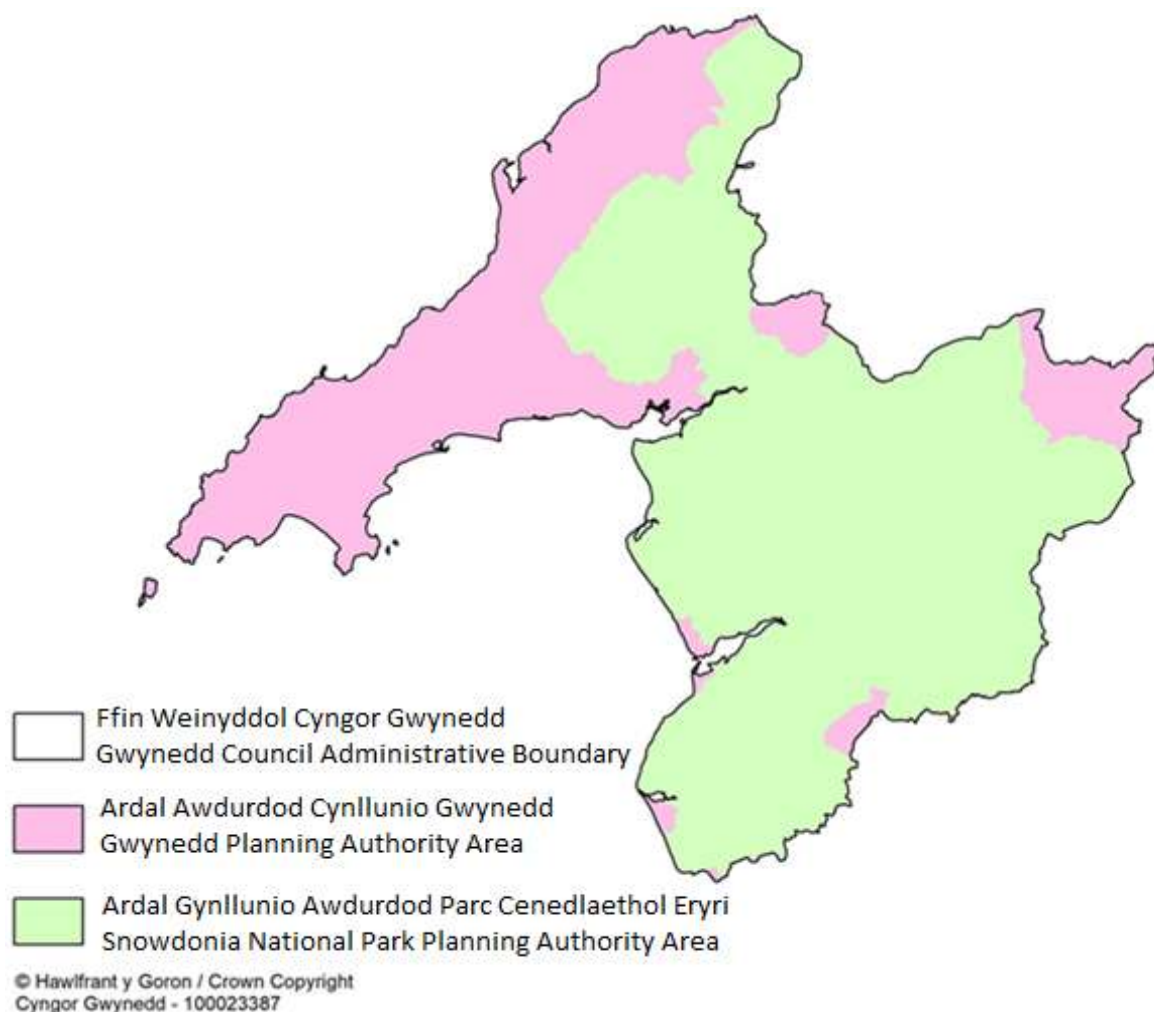 Ffin Weinyddol Cyngor Gwynedd
Gwynedd Council Administrative Boundary
Ardal Awdurdod Cynllunio Gwynedd
Gwynedd Planning Authority Area
Ardal Gynllunio Awdurdod Parc Cenedlaethol Eryri
Snowdonia National Park Planning Authority Area
© Hawlfraint y Goron / Crown Copyright
Cyngor Gwynedd - 100023387